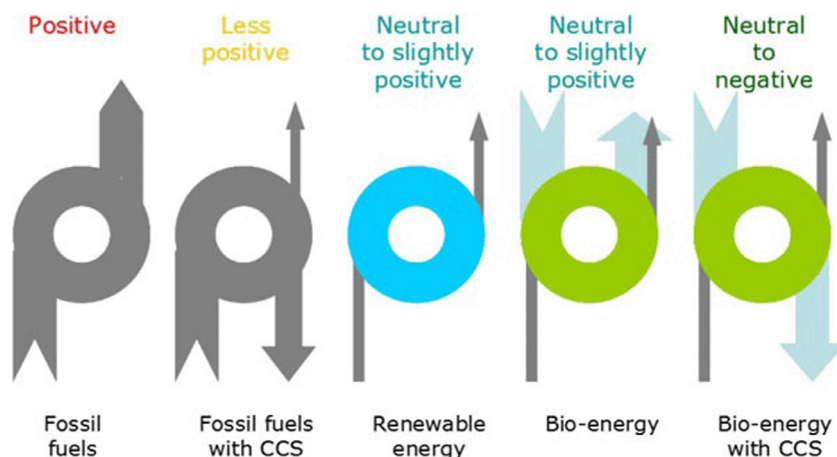 Positive
Less
positive
Neutral
to slightly
positive
Neutral
to slightly
positive
Neutral
to
negative
Fossil
fuels
Fossil fuels
with CCS
Renewable
energy
Bio-energy
Bio-energy
with CCS